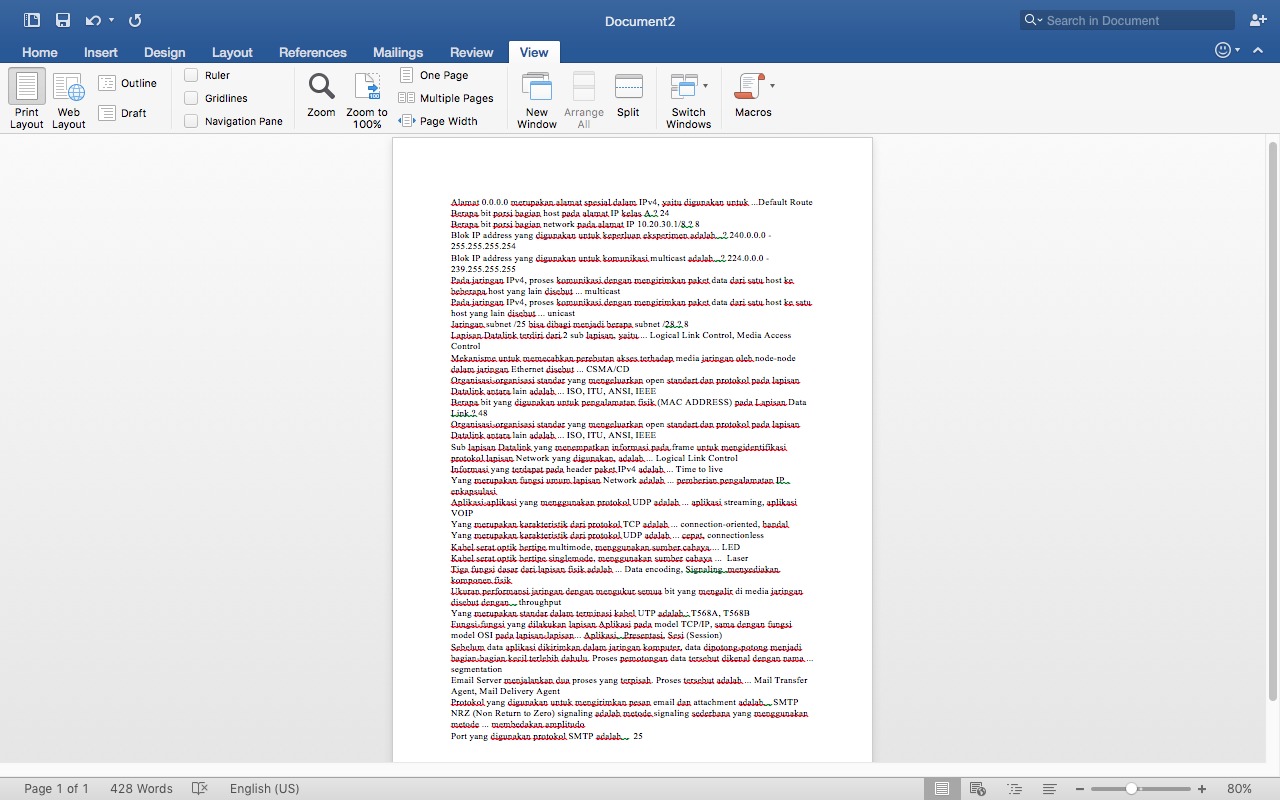 Document2
Search in Document
Home Insert Design Layout References Mailings Review View
Print Layout
Web Layout
Outline
Draft
Ruler
Gridlines
Navigation Pane
Zoom
Zoom to 100%
100
One Page
Multiple Pages
Page Width
New Window
Arrange All
Split
Switch Windows
Macros
Alamat 0.0.0.0 merupakan alamat spesial dalam IPv4, yaitu digunakan untuk ...Default Route
Berapa bit porsi bagian host pada alamat IP kelas A ? 24
Berapa bit porsi bagian network pada alamat IP 10.20.30.1/8 ? 8
Blok IP address yang digunakan untuk keperluan eksperimen adalah...? 240.0.0.0 -
255.255.255.254
Blok IP address yang digunakan untuk komunikasi multicast adalah...? 224.0.0.0 -
239.255.255.255
Pada jaringan IPv4, proses komunikasi dengan mengirimkan paket data dari satu host ke
beberapa host yang lain disebut ... multicast
Pada jaringan IPv4, proses komunikasi dengan mengirimkan paket data dari satu host ke satu
host yang lain disebut ... unicast
Jaringan subnet /25 bisa dibagi menjadi berapa subnet /28 ? 8
Lapisan Datalink terdiri dari 2 sub lapisan, yaitu ... Logical Link Control, Media Access
Control
Mekanisme untuk memecahkan perebutan akses terhadap media jaringan oleh node-node
dalam jaringan Ethernet disebut ... CSMA/CD
Organisasi-organisasi standar yang mengeluarkan open standart dan protokol pada lapisan
Datalink antara lain adalah ... ISO, ITU, ANSI, IEEE
Berapa bit yang digunakan untuk pengalamatan fisik (MAC ADDRESS) pada Lapisan Data
Link ? 48
Organisasi-organisasi standar yang mengeluarkan open standart dan protokol pada lapisan
Datalink antara lain adalah ... ISO, ITU, ANSI, IEEE
Sub lapisan Datalink yang menempatkan informasi pada frame untuk mengidentifikasi
protokol lapisan Network yang digunakan, adalah ... Logical Link Control
Informasi yang terdapat pada header paket IPv4 adalah ... Time to live
Yang merupakan fungsi umum lapisan Network adalah ... pemberian pengalamatan IP ,
enkapsulasi
Aplikasi-aplikasi yang menggunakan protokol UDP adalah ... aplikasi streaming, aplikasi
VOIP
Yang merupakan karakteristik dari protokol TCP adalah ... connection-oriented, handal
Yang merupakan karakteristik dari protokol UDP adalah ... cepat, connectionless
Kabel serat optik bertipe multimode, menggunakan sumber cahaya ... LED
Kabel serat optik bertipe singlemode, menggunakan sumber cahaya ... Laser
Tiga fungsi dasar dari lapisan fisik adalah ... Data encoding, Signaling ,menyediakan
komponen fisik
Ukuran performansi jaringan dengan mengukur semua bit yang mengalir di media jaringan
disebut dengan ... throughput
Yang merupakan standar dalam terminasi kabel UTP adalah : T568A, T568B
Fungsi-fungsi yang dilakukan lapisan Aplikasi pada model TCP/IP, sama dengan fungsi
model OSI pada lapisan-lapisan ... Aplikasi, Presentasi, Sesi (Session)
Sebelum data aplikasi dikirimkan dalam jaringan komputer, data dipotong-potong menjadi
bagian-bagian kecil terlebih dahulu. Proses pemotongan data tersebut dikenal dengan nama ...
segmentation
Email Server menjalankan dua proses yang terpisah. Proses tersebut adalah ... Mail Transfer
Agent, Mail Delivery Agent
Protokol yang digunakan untuk mengirimkan pesan email dan attachment adalah... SMTP
NRZ (Non Return to Zero) signaling adalah metode signaling sederhana yang menggunakan
metode ... membedakan amplitudo
Port yang digunakan protokol SMTP adalah... 25
Page 1 of 1 428 Words English (US) 80%